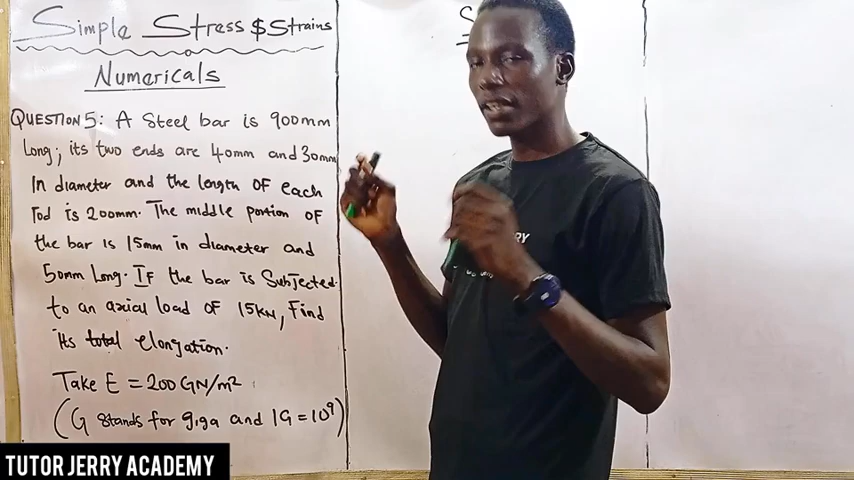 Simple Stress $ Strains
Numericals
QUESTION 5: A Steel bar is 900mm
Long; its two ends are 40mm and 30mm
In diameter and the length OF each
rod is 200mm. The middle portion OF
the bar is 15mm in diameter and
50mm Long. IF the bar is Subjected
to an axial load of 15KN, Find
its total elongation.
Take E = 200 GN/m²
(G stands for giga and 1G = 10⁹)
S
RY
TUTOR JERRY ACADEMY